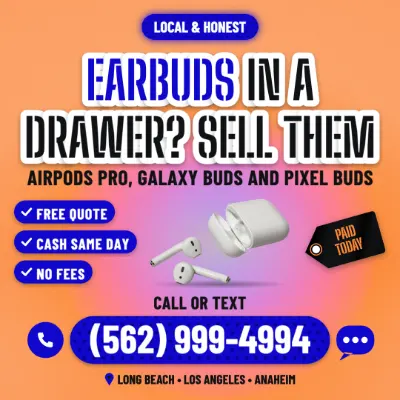 LOCAL & HONEST
EARBUDS IN A
DRAWER? SELL THEM
AIRPODS PRO, GALAXY BUDS AND PIXEL BUDS
FREE QUOTE
CASH SAME DAY
NO FEES
PAID
TODAY
CALL OR TEXT
(562) 999-4994
LONG BEACH • LOS ANGELES • ANAHEIM